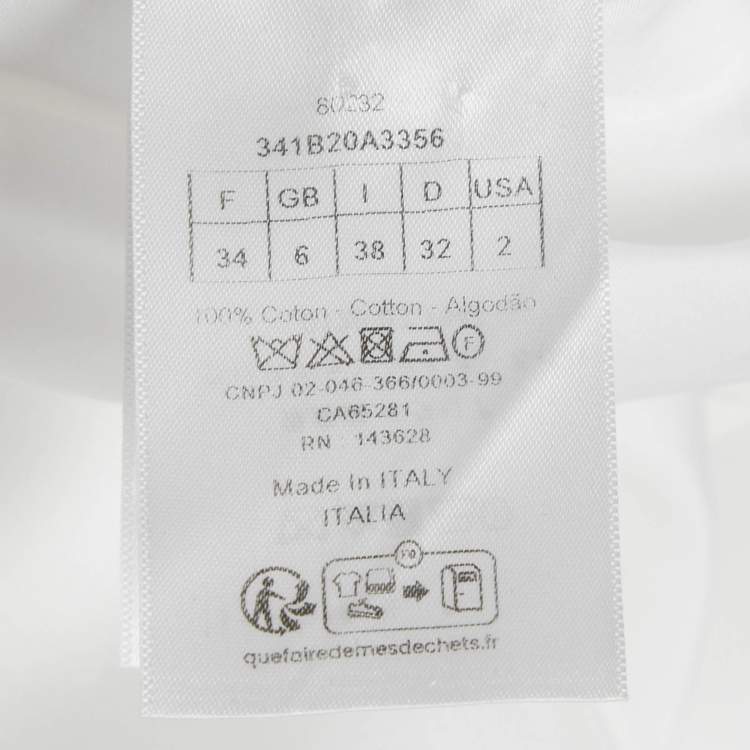 341B20A3356
F GB I D USA
34 6 38 32 2
100% Coton - Cotton - Algodão
F
CNPJ 02-046-366/0003-99
CA65281
RN 143628
Made In ITALY
ITALIA
FR
quefairedemesdechets.fr